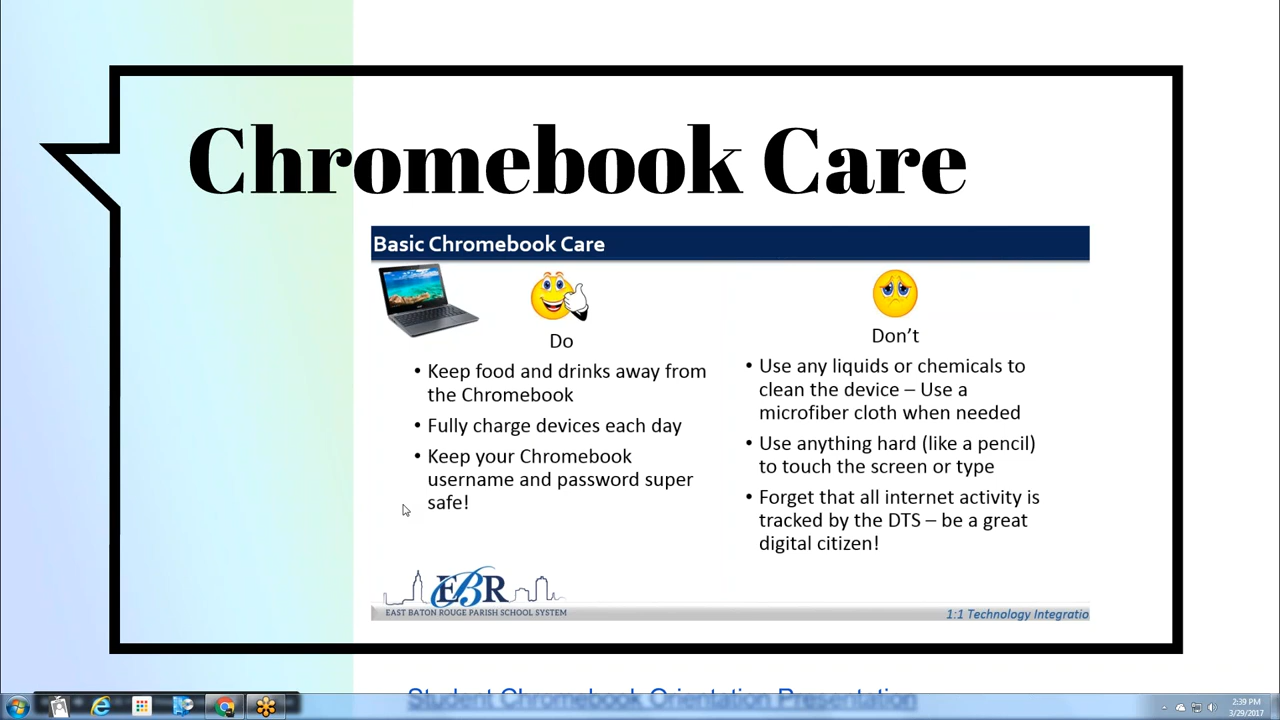 Chromebook Care
Basic Chromebook Care
Do
• Keep food and drinks away from
the Chromebook
• Fully charge devices each day
• Keep your Chromebook
username and password super
safe!
Don’t
• Use any liquids or chemicals to
clean the device – Use a
microfiber cloth when needed
• Use anything hard (like a pencil)
to touch the screen or type
• Forget that all internet activity is
tracked by the DTS – be a great
digital citizen!
EBR
EAST BATON ROUGE PARISH SCHOOL SYSTEM
1:1 Technology Integratio
Student Chromebook Orientation Presentation
2:39 PM
3/29/2017